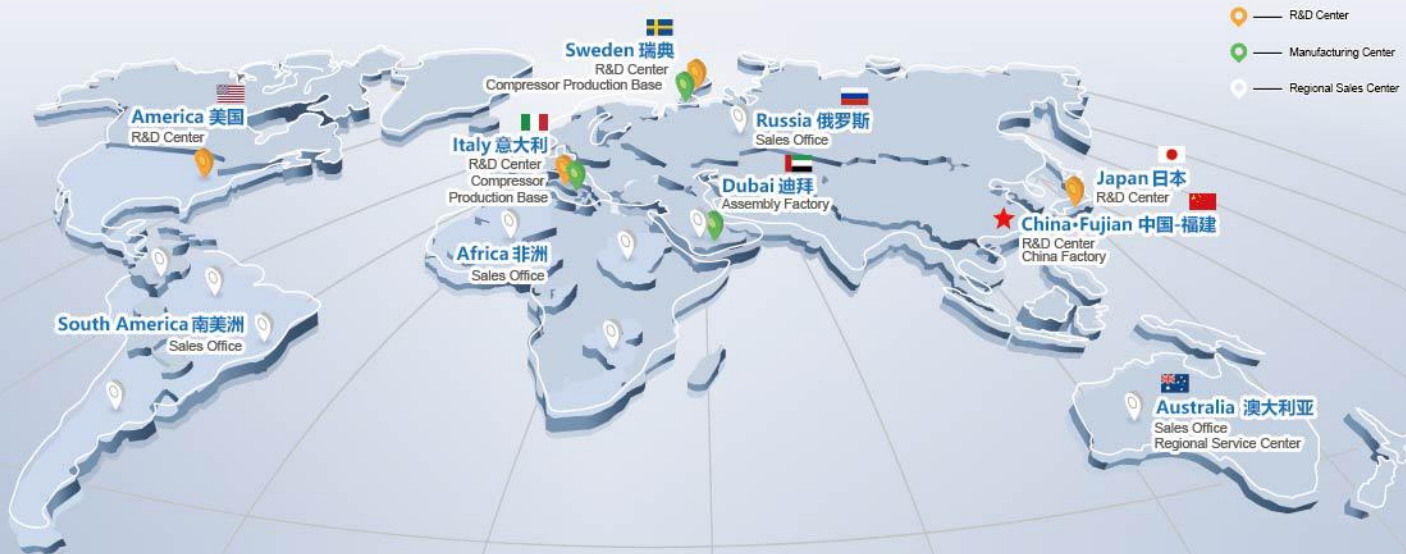 R&D Center
Manufacturing Center
Regional Sales Center
Sweden 瑞典
R&D Center
Compressor Production Base
America 美国
R&D Center
Italy 意大利
R&D Center
Compressor
Production Base
Russia 俄罗斯
Sales Office
Dubai 迪拜
Assembly Factory
Japan 日本
R&D Center
China·Fujian 中国-福建
R&D Center
China Factory
Africa 非洲
Sales Office
South America 南美洲
Sales Office
Australia 澳大利亚
Sales Office
Regional Service Center